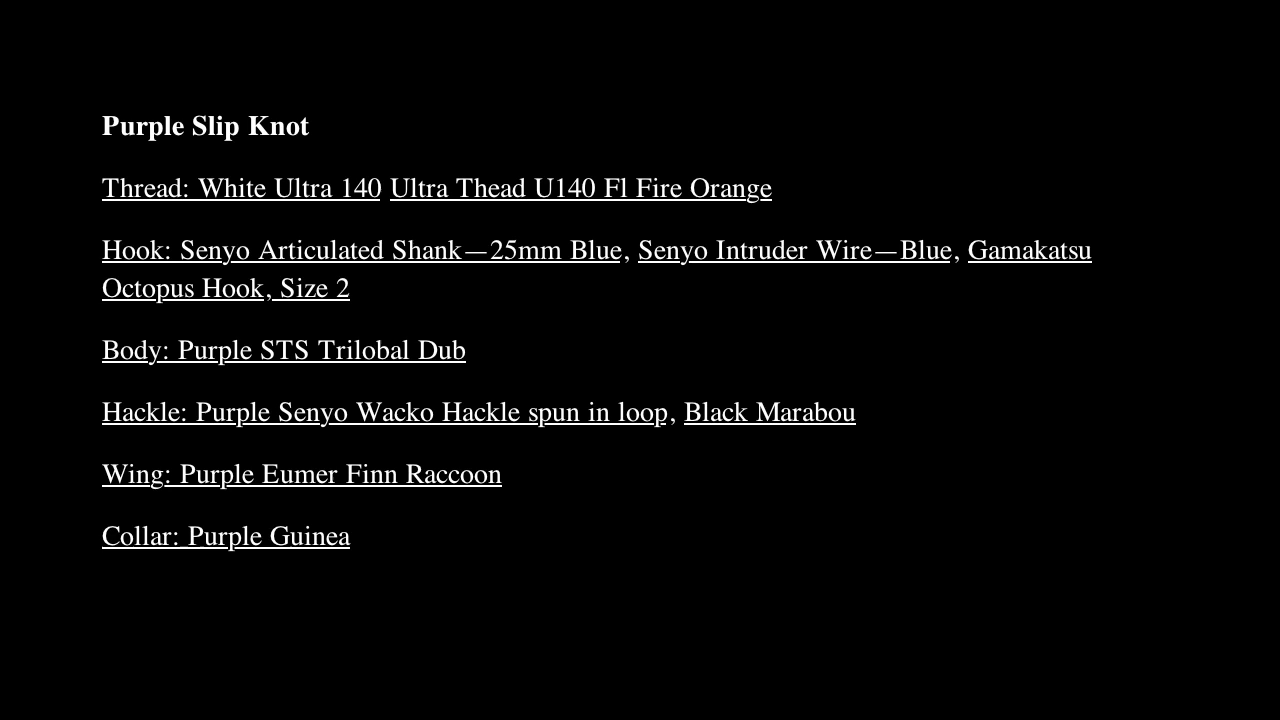 Purple Slip Knot
Thread: White Ultra 140 Ultra Thead U140 Fl Fire Orange
Hook: Senyo Articulated Shank—25mm Blue, Senyo Intruder Wire—Blue, Gamakatsu
Octopus Hook, Size 2
Body: Purple STS Trilobal Dub
Hackle: Purple Senyo Wacko Hackle spun in loop, Black Marabou
Wing: Purple Eumer Finn Raccoon
Collar: Purple Guinea